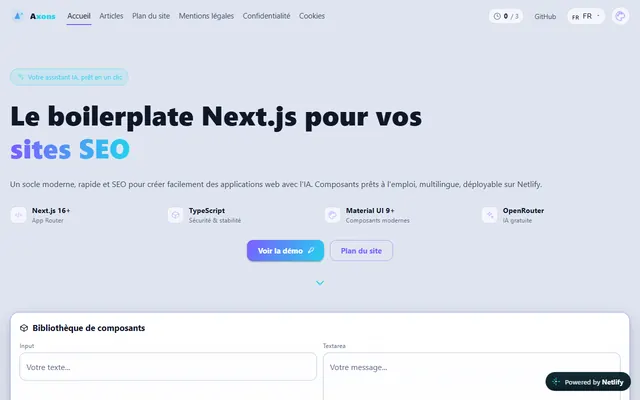 Axons
Accueil
Articles
Plan du site
Mentions légales
Confidentialité
Cookies
0 / 3
GitHub
FR FR
Votre assistant IA, prêt en un clic
Le boilerplate Next.js pour vos
sites SEO
Un socle moderne, rapide et SEO pour créer facilement des applications web avec l'IA. Composants prêts à l'emploi, multilingue, déployable sur Netlify.
Next.js 16+
App Router
TypeScript
Sécurité & stabilité
Material UI 9+
Composants modernes
OpenRouter
IA gratuite
Voir la démo
Plan du site
Bibliothèque de composants
Input
Textarea
Votre texte...
Votre message...
Powered by Netlify